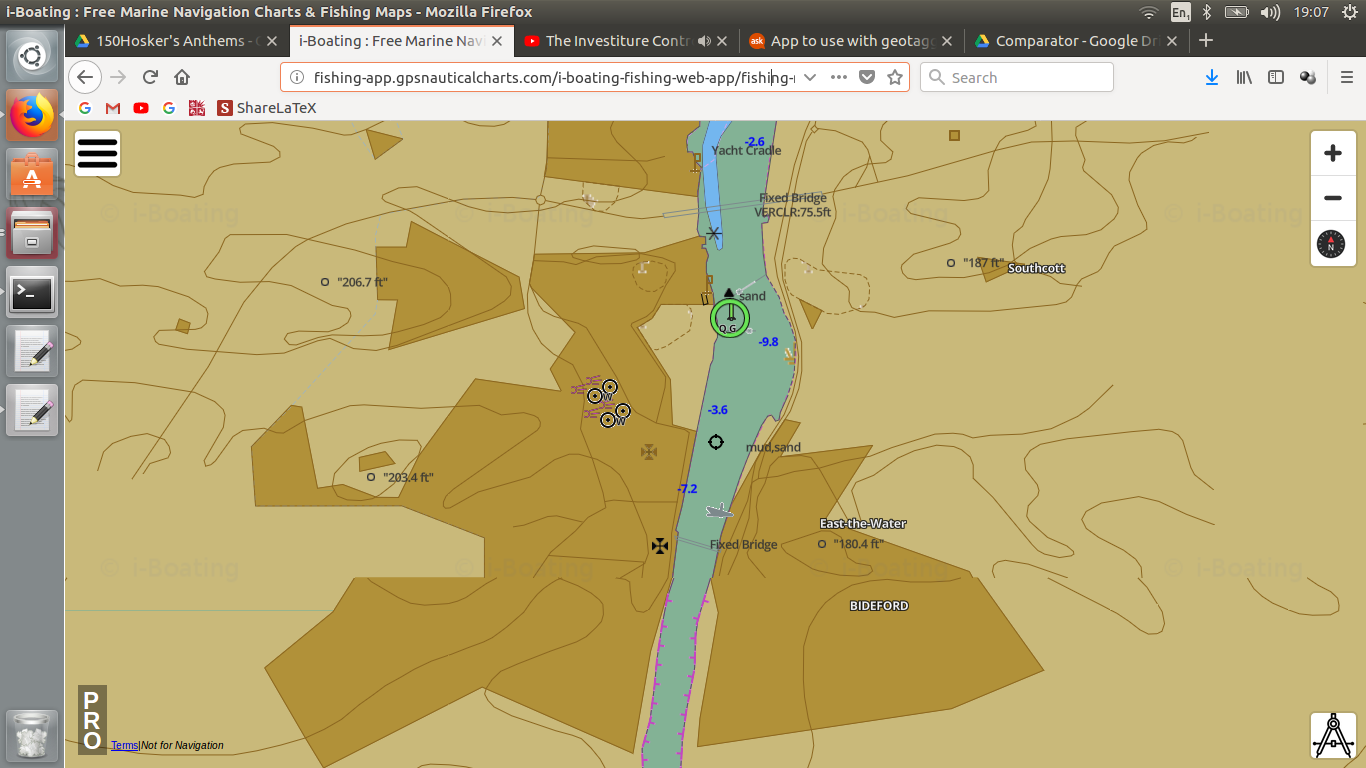 i-Boating : Free Marine Navigation Charts & Fishing Maps - Mozilla Firefox
En1
19:07
150Hosker's Anthems -
i-Boating : Free Marine Navi
The Investiture Contr
ask
App to use with geotagg
Comparator - Google Dri
fishing-app.gpsnauticalcharts.com/i-boating-fishing-web-app/fishing-
Search
ShareLaTeX
-2.6
Yacht Cradle
Fixed Bridge
VERCLR:75.5ft
© i-Boating
© i-Boating
i-Boating
© i-Boating
"187 ft"
Southcott
"206.7 ft"
sand
Q.G
-9.8
W
-3.6
W
mud,sand
"203.4 ft"
-7.2
East-the-Water
Fixed Bridge
"180.4 ft"
© i-Boating
© i-Boating
i-Boating
© i-Boating
BIDEFORD
PRO
Terms|Not for Navigation